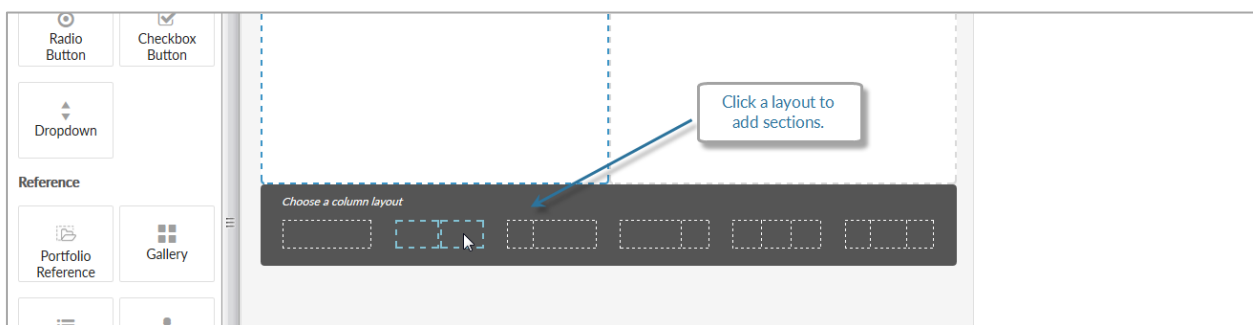 Radio
Button
Checkbox
Button
Dropdown
Reference
Portfolio
Reference
Gallery
Click a layout to
add sections.
Choose a column layout